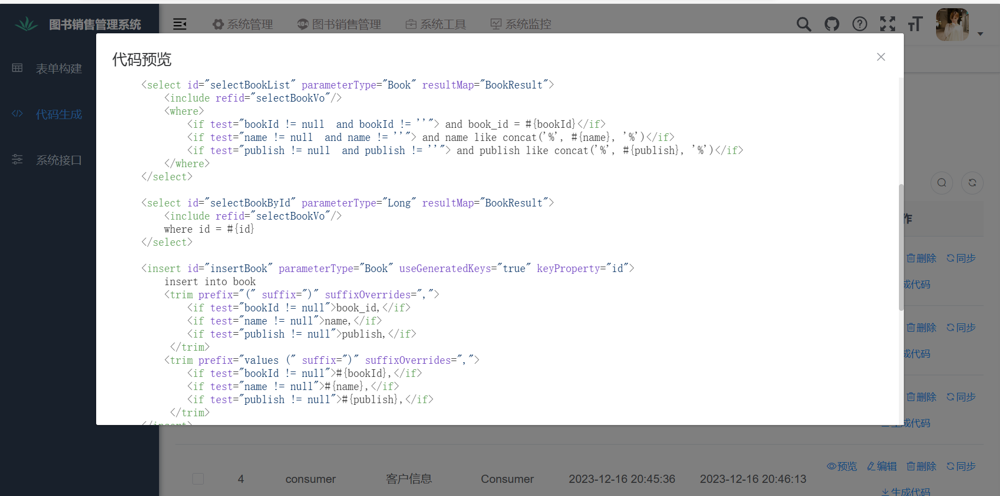 图书销售管理系统
系统管理
图书销售管理
系统工具
系统监控
表单构建
代码生成
系统接口
代码预览
<select id="selectBookList" parameterType="Book" resultMap="BookResult">
<include refid="selectBookVo"/>
<where>
<if test="bookId != null  and bookId != ''"> and book_id = #{bookId}</if>
<if test="name != null  and name != ''"> and name like concat('%', #{name}, '%')</if>
<if test="publish != null  and publish != ''"> and publish like concat('%', #{publish}, '%')</if>
</where>
</select>
<select id="selectBookById" parameterType="Long" resultMap="BookResult">
<include refid="selectBookVo"/>
where id = #{id}
</select>
<insert id="insertBook" parameterType="Book" useGeneratedKeys="true" keyProperty="id">
insert into book
<trim prefix="(" suffix=")" suffixOverrides=",">
<if test="bookId != null">book_id,</if>
<if test="name != null">name,</if>
<if test="publish != null">publish,</if>
</trim>
<trim prefix="values (" suffix=")" suffixOverrides=",">
<if test="bookId != null">#{bookId},</if>
<if test="name != null">#{name},</if>
<if test="publish != null">#{publish},</if>
</trim>
</insert>
作
删除 同步
成代码
删除 同步
成代码
删除 同步
生成代码
4 consumer 客户信息 Consumer 2023-12-16 20:45:36 2023-12-16 20:46:13 预览 编辑 删除 同步
生成代码